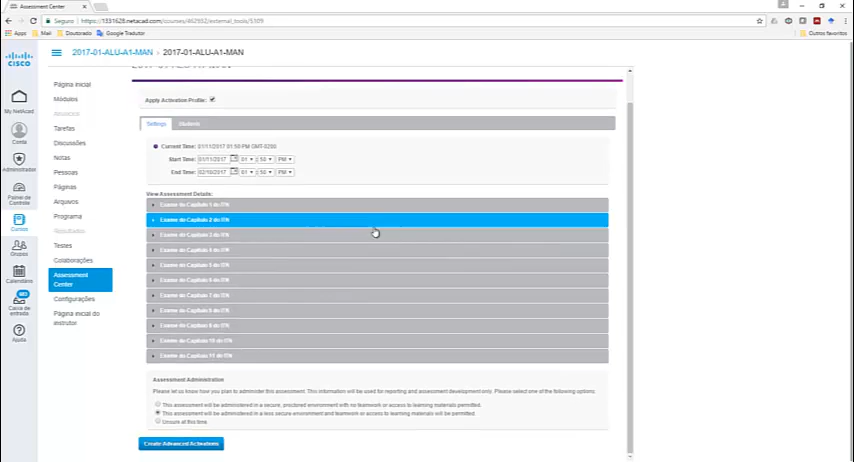 Assessment Center
Seguro
https://1331628.netacad.com/courses/462932/external_tools/5109
Apps
Mail
Doutorado
Google Tradutor
Outros favoritos
CISCO
2017-01-ALU-A1-MAN > 2017-01-ALU-A1-MAN
My NetAcad
Conta
Administrador
Painel de Controle
Cursos
Grupos
Calendário
Caixa de entrada
Ajuda
Página inicial
Módulos
Anúncios
Tarefas
Discussões
Notas
Pessoas
Páginas
Arquivos
Programa
Resultados
Testes
Colaborações
Assessment
Center
Configurações
Página inicial do
instrutor
Apply Activation Profile:
Settings
Students
Current Time: 01/11/2017 01:50 PM GMT-0200
Start Time: 01/11/2017 01 : 50 PM
End Time: 02/10/2017 01 : 50 PM
View Assessment Details:
Exame do Capítulo 1 do ITN
Exame do Capítulo 2 do ITN
Exame do Capítulo 3 do ITN
Exame do Capítulo 4 do ITN
Exame do Capítulo 5 do ITN
Exame do Capítulo 6 do ITN
Exame do Capítulo 7 do ITN
Exame do Capítulo 8 do ITN
Exame do Capítulo 9 do ITN
Exame do Capítulo 10 do ITN
Exame do Capítulo 11 do ITN
Assessment Administration
Please let us know how you plan to administer this assessment. This information will be used for reporting and assessment development only. Please select one of the following options:
This assessment will be administered in a secure, proctored environment with no teamwork or access to learning materials permitted.
This assessment will be administered in a less secure environment and teamwork or access to learning materials will be permitted.
Unsure at this time.
Create Advanced Activations